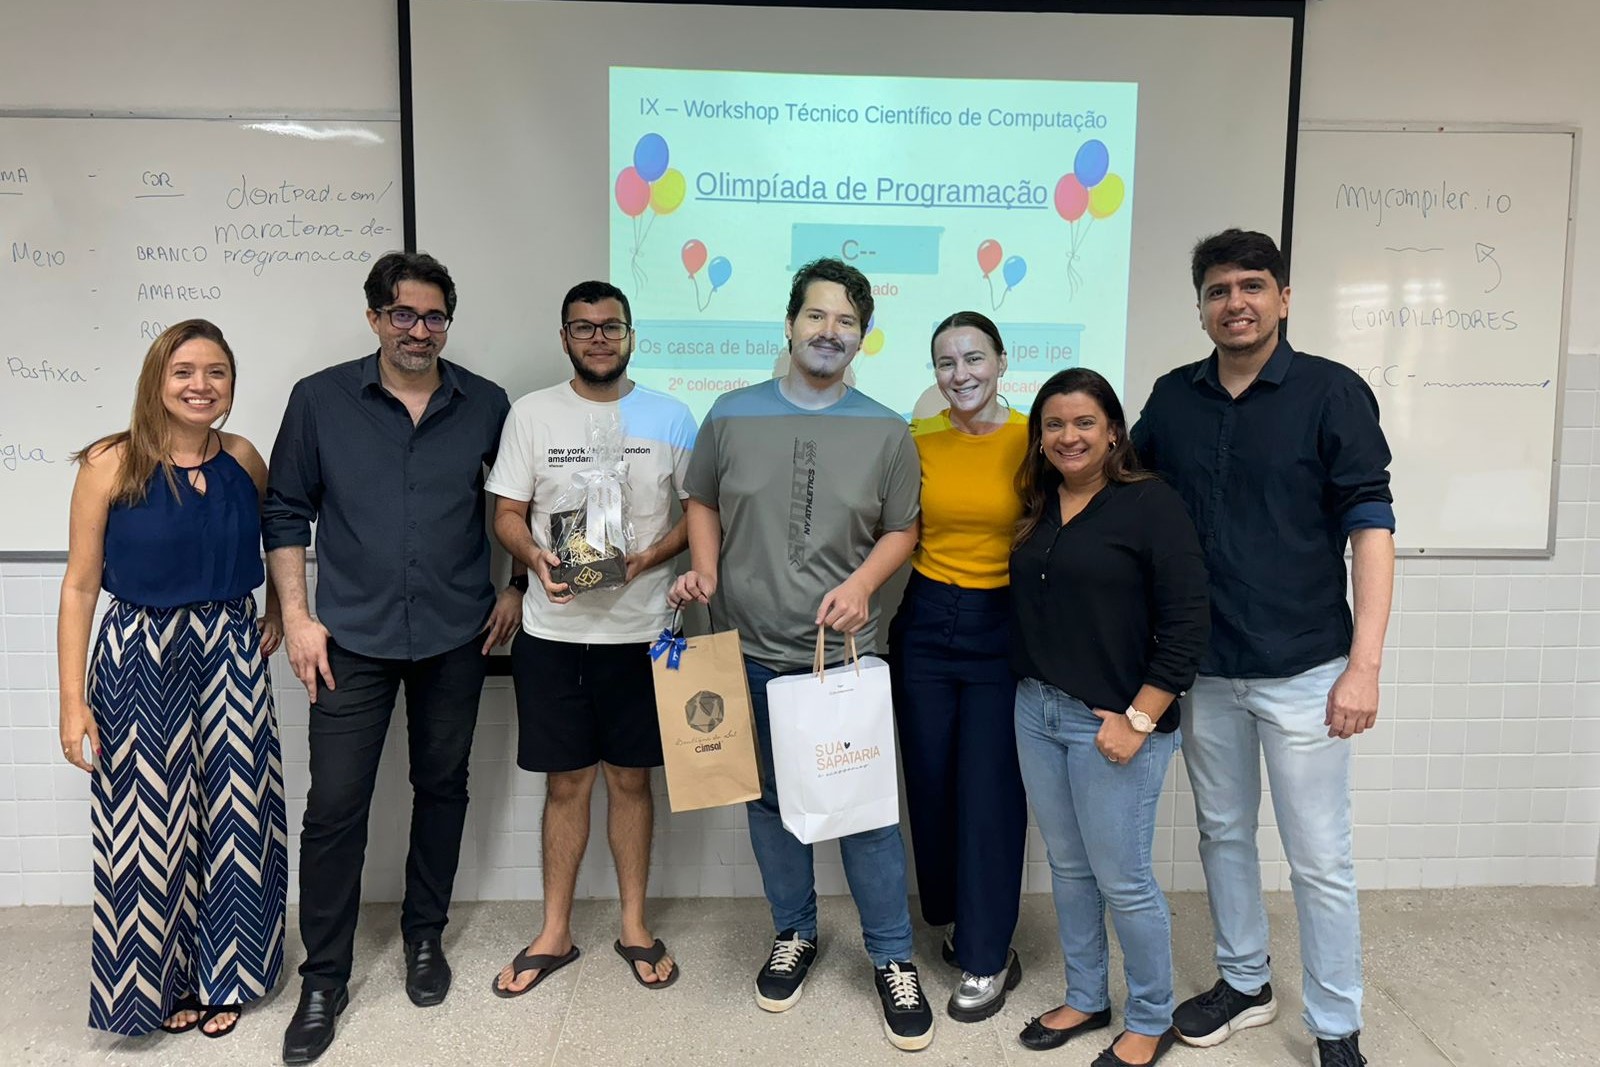 IX – Workshop Técnico Científico de Computação
Olimpíada de Programação
C--
Os casca de bala
2º colocado
ipe ipe
COR
dontpad.com/
maratona-de-
programacao
Meio - BRANCO
- AMARELO
Posfixa -
mycompiler.io
COMPILADORES
new york
london
amsterdam
NY ATHLETICS
SPORTS
cimsal
SUA
SAPATARIA